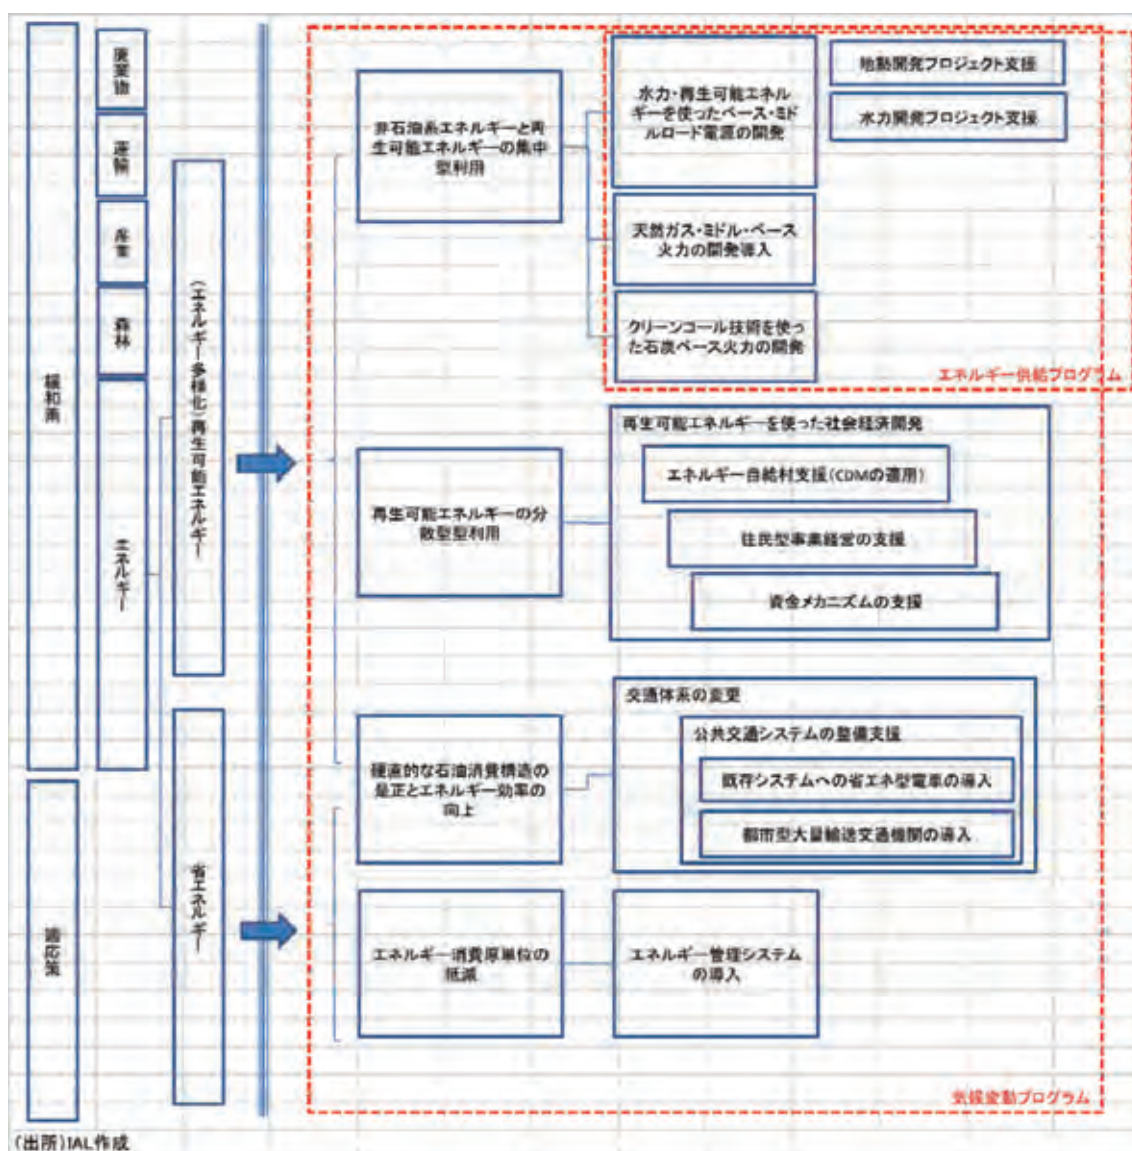 緩和策
適応策
廃棄物
運輸
産業
森林
エネルギー
(エネルギー多様化)再生可能エネルギー
省エネルギー
非石油系エネルギーと再
生可能エネルギーの集中
型利用
水力・再生可能エネル
ギーを使ったベース・ミド
ルロード電源の開発
地熱開発プロジェクト支援
水力開発プロジェクト支援
天然ガス・ミドル・ベース
火力の開発導入
クリーンコール技術を使っ
た石炭ベース火力の開発
エネルギー供給プログラム
再生可能エネルギーの分
散型型利用
再生可能エネルギーを使った社会経済開発
エネルギー自給村支援(CDMの適用)
住民型事業経営の支援
資金メカニズムの支援
硬直的な石油消費構造の
是正とエネルギー効率の
向上
交通体系の変更
公共交通システムの整備支援
既存システムへの省エネ型電車の導入
都市型大量輸送交通機関の導入
エネルギー消費原単位の
低減
エネルギー管理システム
の導入
気候変動プログラム
(出所)IAL作成